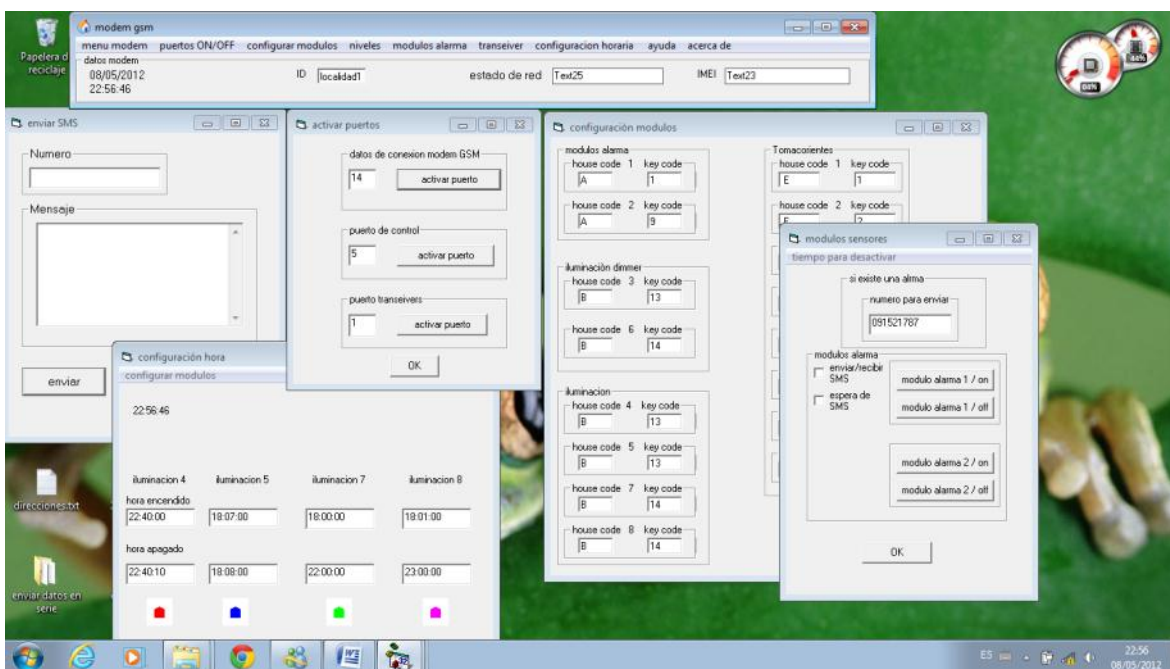 Papelera d
reciclaje
modem gsm
menu modem puertos ON/OFF configurar modulos niveles modulos alarma transeiver configuracion horaria ayuda acerca de
datos modem
08/05/2012
22:56:46
ID localidad1
estado de red Text25
IMEI Text23
44%
04%
enviar SMS
Numero
Mensaje
enviar
activar puertos
datos de conexion modem GSM
14 activar puerto
puerto de control
5 activar puerto
puerto transeivers
1 activar puerto
OK
configuración modulos
modulos alarma
house code 1 key code
A 1
house code 2 key code
A 9
iluminación dimmer
house code 3 key code
B 13
house code 6 key code
B 14
iluminacion
house code 4 key code
B 13
house code 5 key code
B 13
house code 7 key code
B 14
house code 8 key code
B 14
Tomacorientes
house code 1 key code
E 1
house code 2 key code
modulos sensores
tiempo para desactivar
si existe una alrma
numero para enviar
091521787
modulos alarma
enviar/recibir
SMS
espera de
SMS
modulo alarma 1 / on
modulo alarma 1 / off
modulo alarma 2 / on
modulo alarma 2 / off
OK
configuración hora
configurar modulos
22:56:46
iluminacion 4 iluminacion 5 iluminacion 7 iluminacion 8
hora encendido
22:40:00 18:07:00 18:00:00 18:01:00
hora apagado
22:40:10 18:08:00 22:00:00 23:00:00
direcciones.txt
enviar datos en
serie
ES
22:56
08/05/2012